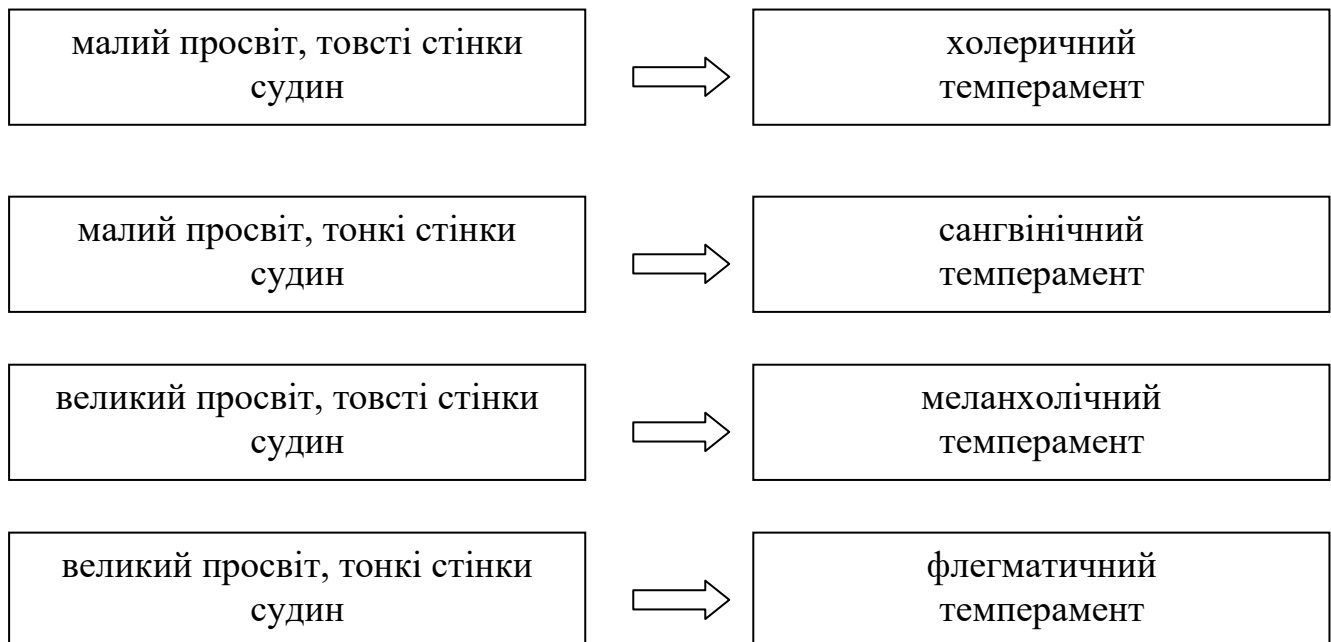 малий просвіт, товсті стінки
судин
холеричний
темперамент
малий просвіт, тонкі стінки
судин
сангвінічний
темперамент
великий просвіт, товсті стінки
судин
меланхолічний
темперамент
великий просвіт, тонкі стінки
судин
флегматичний
темперамент